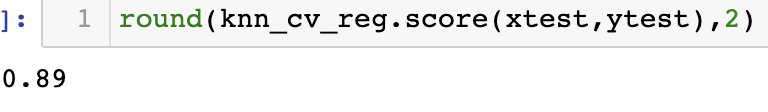 ]: 1 round(knn_cv_reg.score(xtest,ytest),2)
0.89